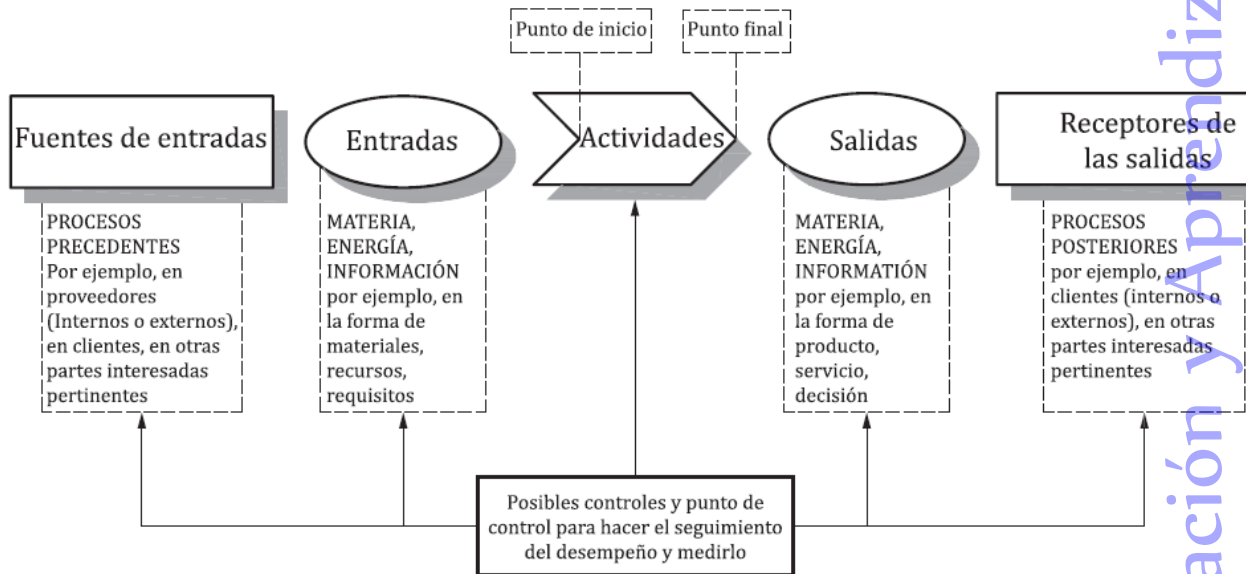 Punto de inicio
Punto final
Fuentes de entradas
Entradas
Actividades
Salidas
Receptores de
las salidas
PROCESOS
PRECEDENTES
Por ejemplo, en
proveedores
(Internos o externos),
en clientes, en otras
partes interesadas
pertinentes
MATERIA,
ENERGÍA,
INFORMACIÓN
por ejemplo, en
la forma de
materiales,
recursos,
requisitos
MATERIA,
ENERGÍA,
INFORMATIÓN
por ejemplo, en
la forma de
producto,
servicio,
decisión
PROCESOS
POSTERIORES
por ejemplo, en
clientes (internos o
externos), en otras
partes interesadas
pertinentes
Posibles controles y punto de
control para hacer el seguimiento
del desempeño y medirlo
ación y Aprendiz